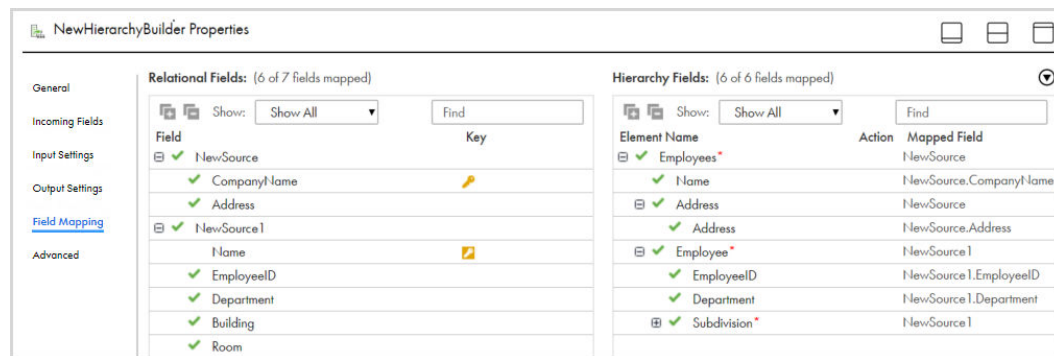 NewHierarchyBuilder Properties
General
Incoming Fields
Input Settings
Output Settings
Field Mapping
Advanced
Relational Fields: (6 of 7 fields mapped)
Show: Show All Find
Field Key
NewSource
CompanyName
Address
NewSource1
Name
EmployeeID
Department
Building
Room
Hierarchy Fields: (6 of 6 fields mapped)
Show: Show All Find
Element Name Action Mapped Field
Employees* NewSource
Name NewSource.CompanyName
Address NewSource
Address NewSource.Address
Employee* NewSource1
EmployeeID NewSource1.EmployeeID
Department NewSource1.Department
Subdivision* NewSource1